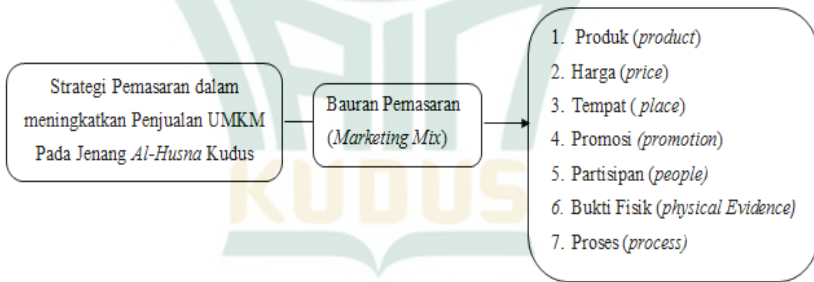 Strategi Pemasaran dalam
meningkatkan Penjualan UMKM
Pada Jenang Al-Husna Kudus
Bauran Pemasaran
(Marketing Mix)
1. Produk (product)
2. Harga (price)
3. Tempat ( place)
4. Promosi (promotion)
5. Partisipan (people)
6. Bukti Fisik (physical Evidence)
7. Proses (process)
KUDUS